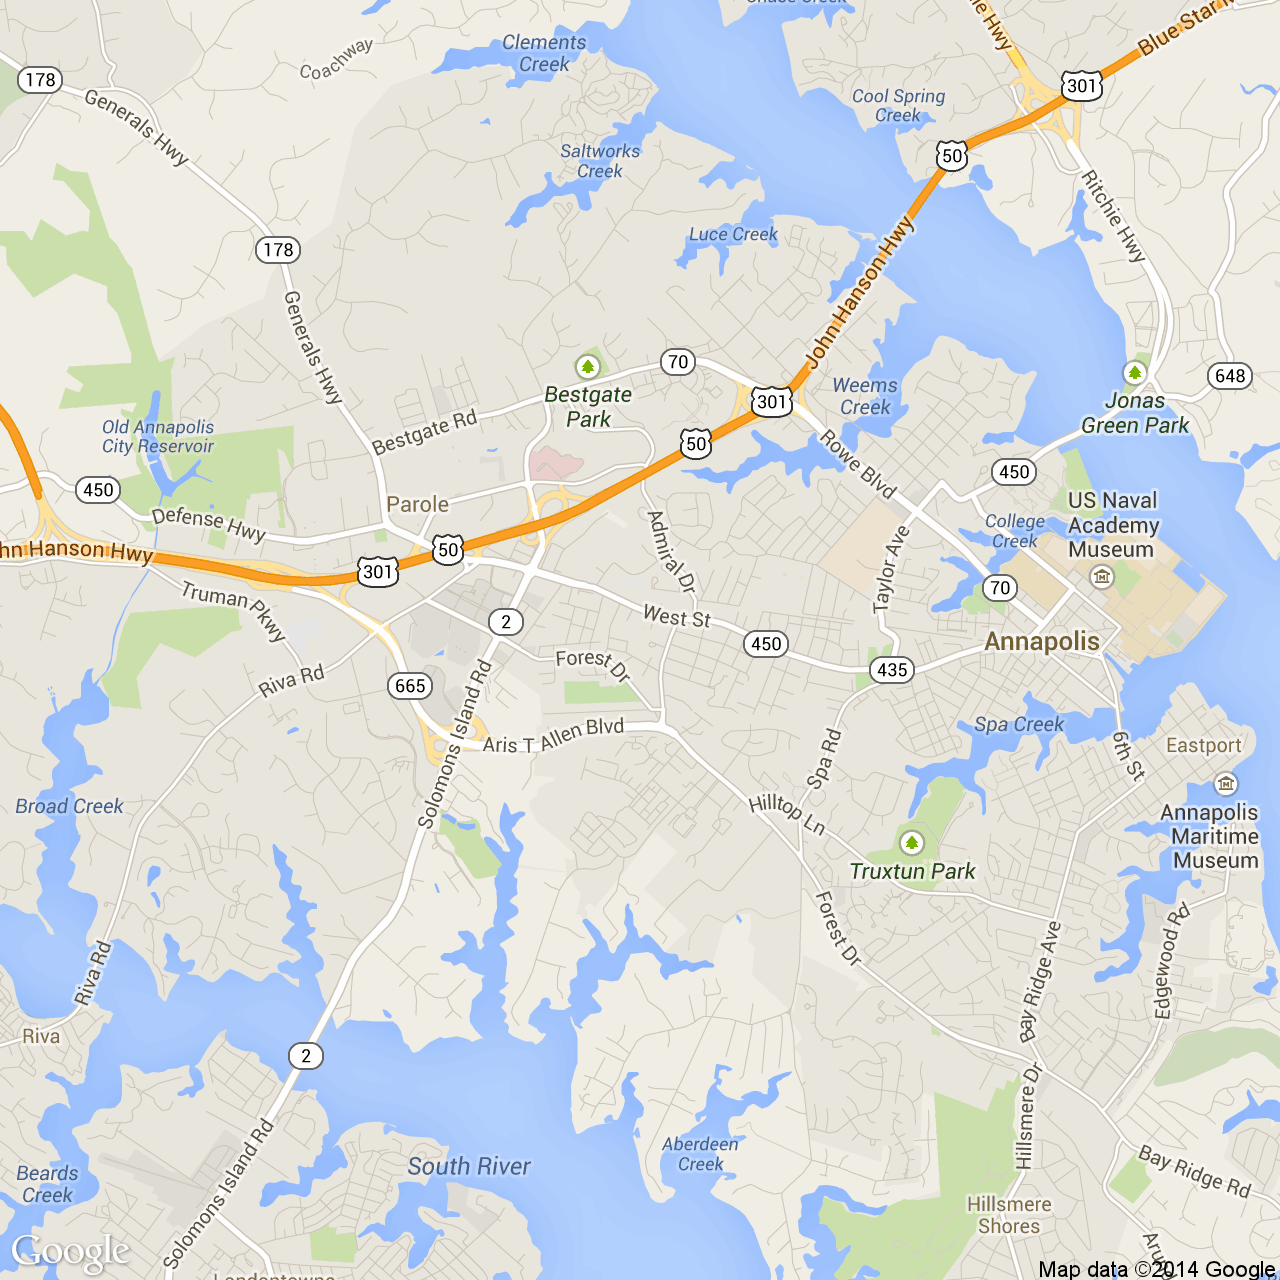 Chase Creek
Clements
Creek
Coachway
178
Generals Hwy
Blue Star
301
Cool Spring
Creek
50
Saltworks
Creek
Ritchie Hwy
Luce Creek
John Hanson Hwy
178
Generals Hwy
70
Bestgate
Park
Weems
Creek
648
Jonas
Green Park
301
Bestgate Rd
Old Annapolis
City Reservoir
50
Rowe Blvd
450
450
Parole
Defense Hwy
US Naval
Academy
Museum
College
Creek
Admiral Dr
Taylor Ave
hn Hanson Hwy
50
301
Truman Pkwy
70
2
West St
450
Annapolis
435
Forest Dr
Riva Rd
665
Solomons Island Rd
Aris T Allen Blvd
Spa Creek
Spa Rd
6th St
Eastport
Broad Creek
Hilltop Ln
Annapolis
Maritime
Museum
Truxtun Park
Forest Dr
Edgewood Rd
Bay Ridge Ave
Riva Rd
Riva
2
Hillsmere Dr
Solomons Island Rd
South River
Aberdeen
Creek
Bay Ridge Rd
Beards
Creek
Hillsmere
Shores
Google
Map data ©2014 Google